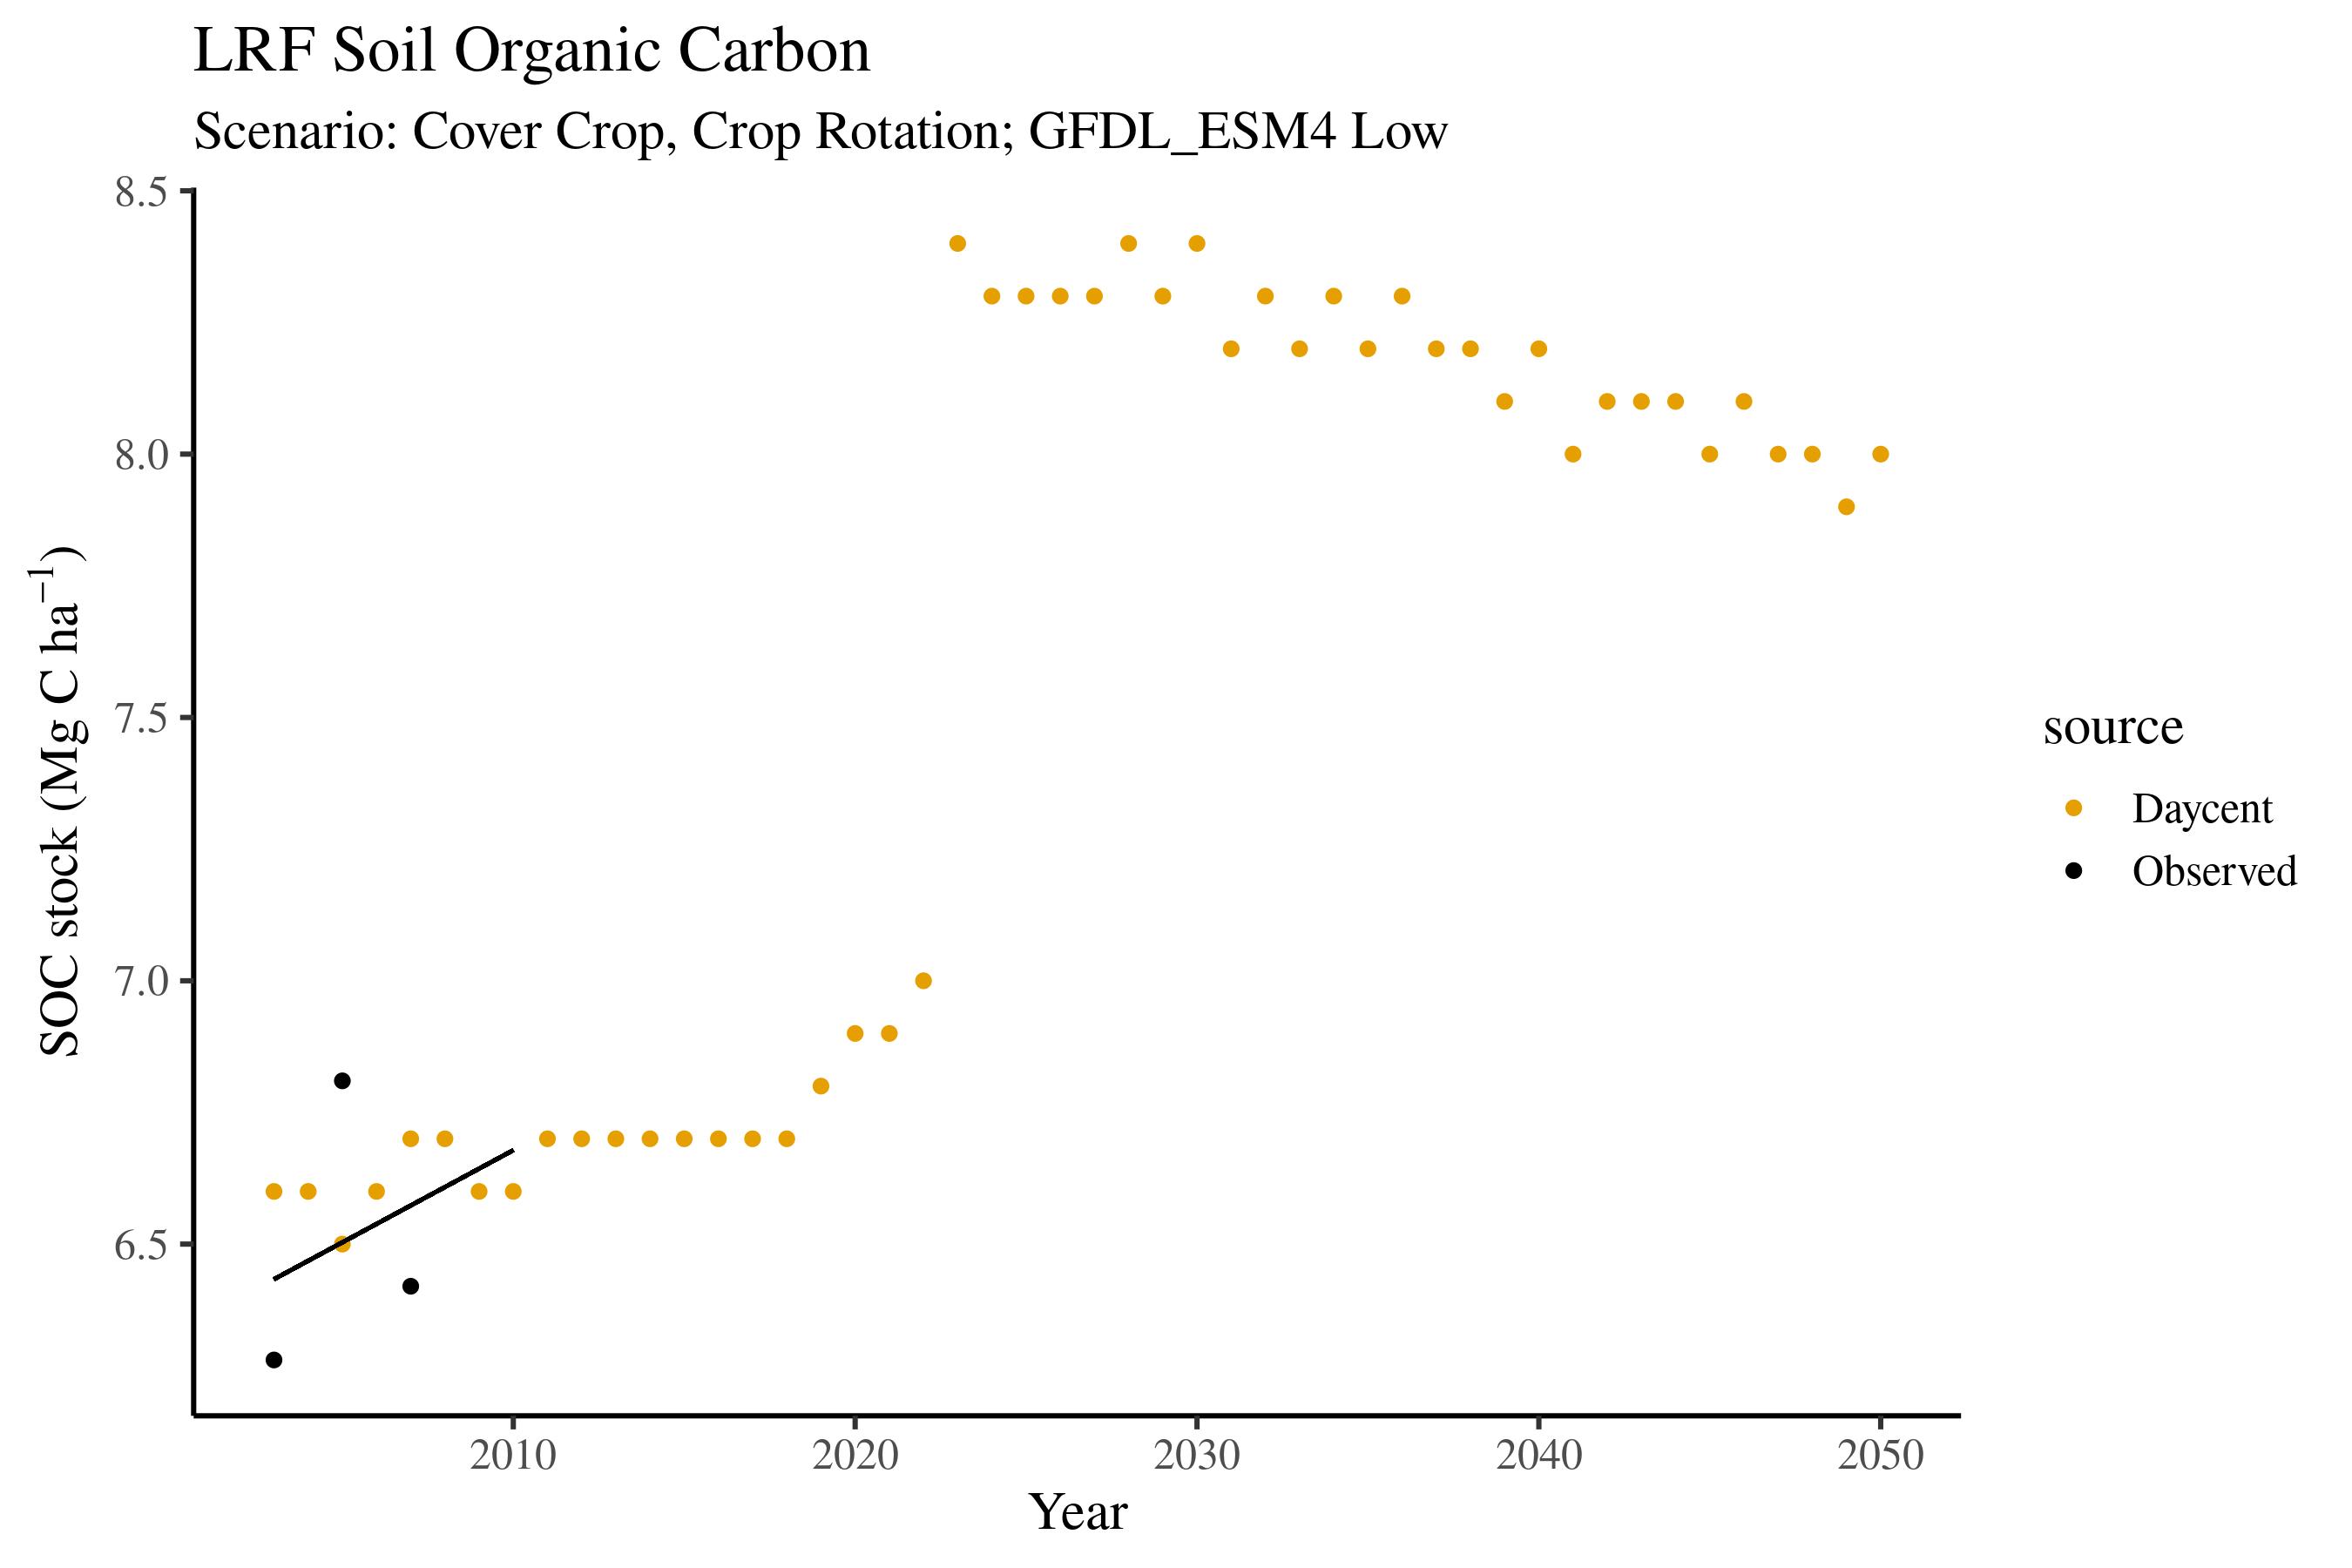 LRF Soil Organic Carbon
Scenario: Cover Crop, Crop Rotation; GFDL_ESM4 Low
SOC stock (Mg C ha⁻¹)
8.5
8.0
7.5
7.0
6.5
2010 2020 2030 2040 2050
Year
source
Daycent
Observed